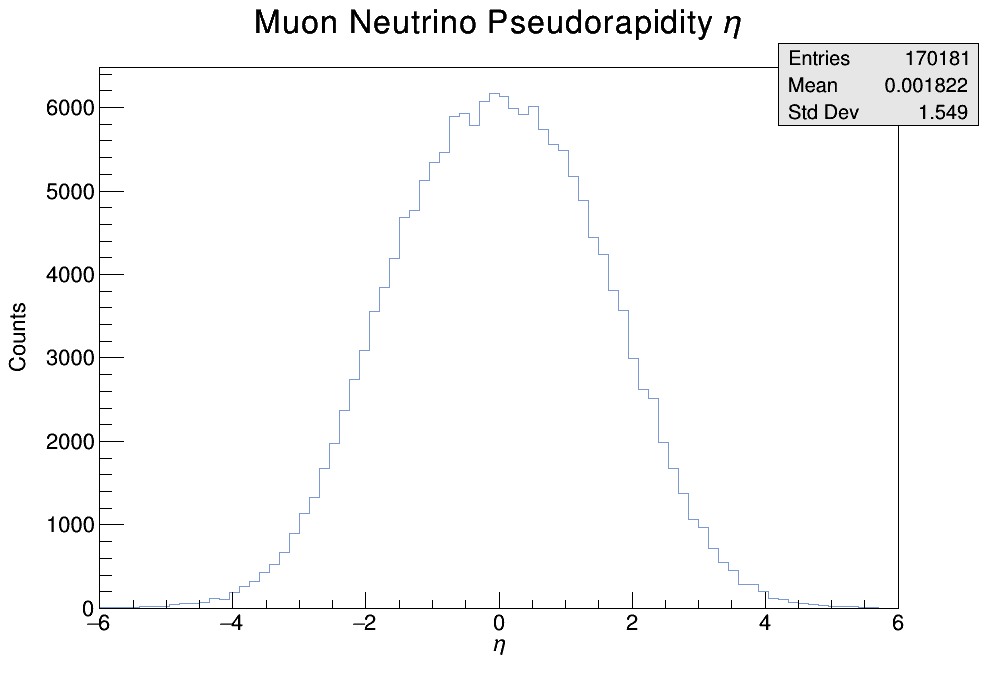 Muon Neutrino Pseudorapidity η
Entries 170181
Mean 0.001822
Std Dev 1.549
6000
5000
4000
3000
2000
1000
0
Counts
−6 −4 −2 0 2 4 6
η